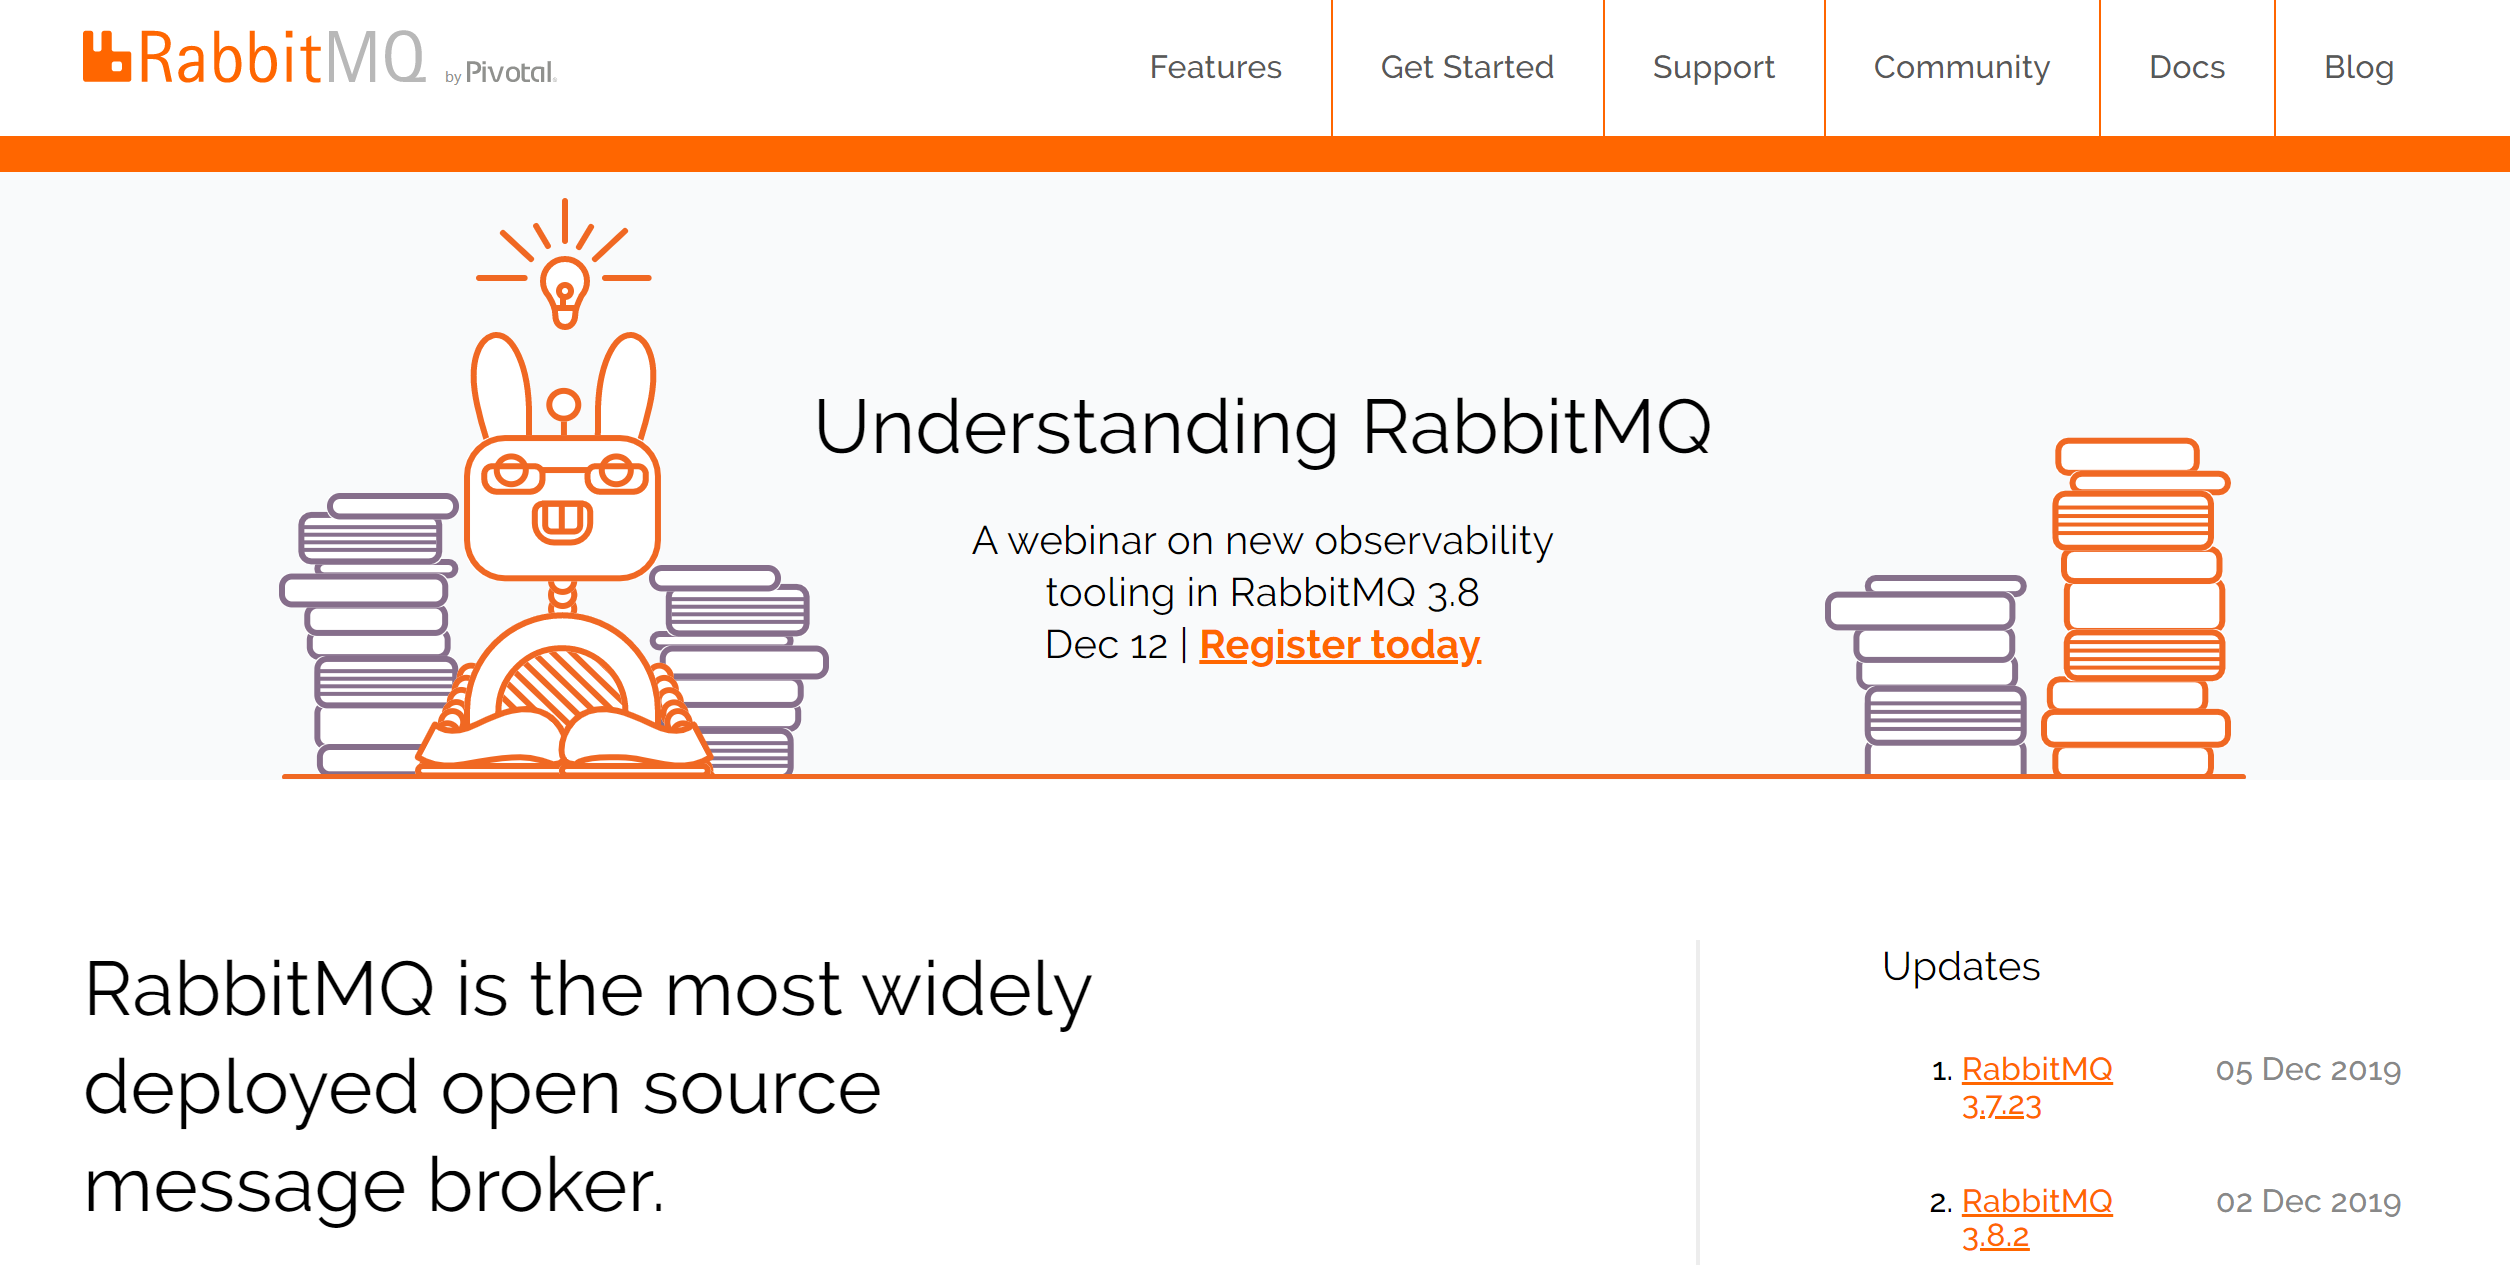 RabbitMQ by Pivotal.
Features
Get Started
Support
Community
Docs
Blog
Understanding RabbitMQ
A webinar on new observability
tooling in RabbitMQ 3.8
Dec 12 | Register today
RabbitMQ is the most widely
deployed open source
message broker.
Updates
1. RabbitMQ 05 Dec 2019
3.7.23
2. RabbitMQ 02 Dec 2019
3.8.2